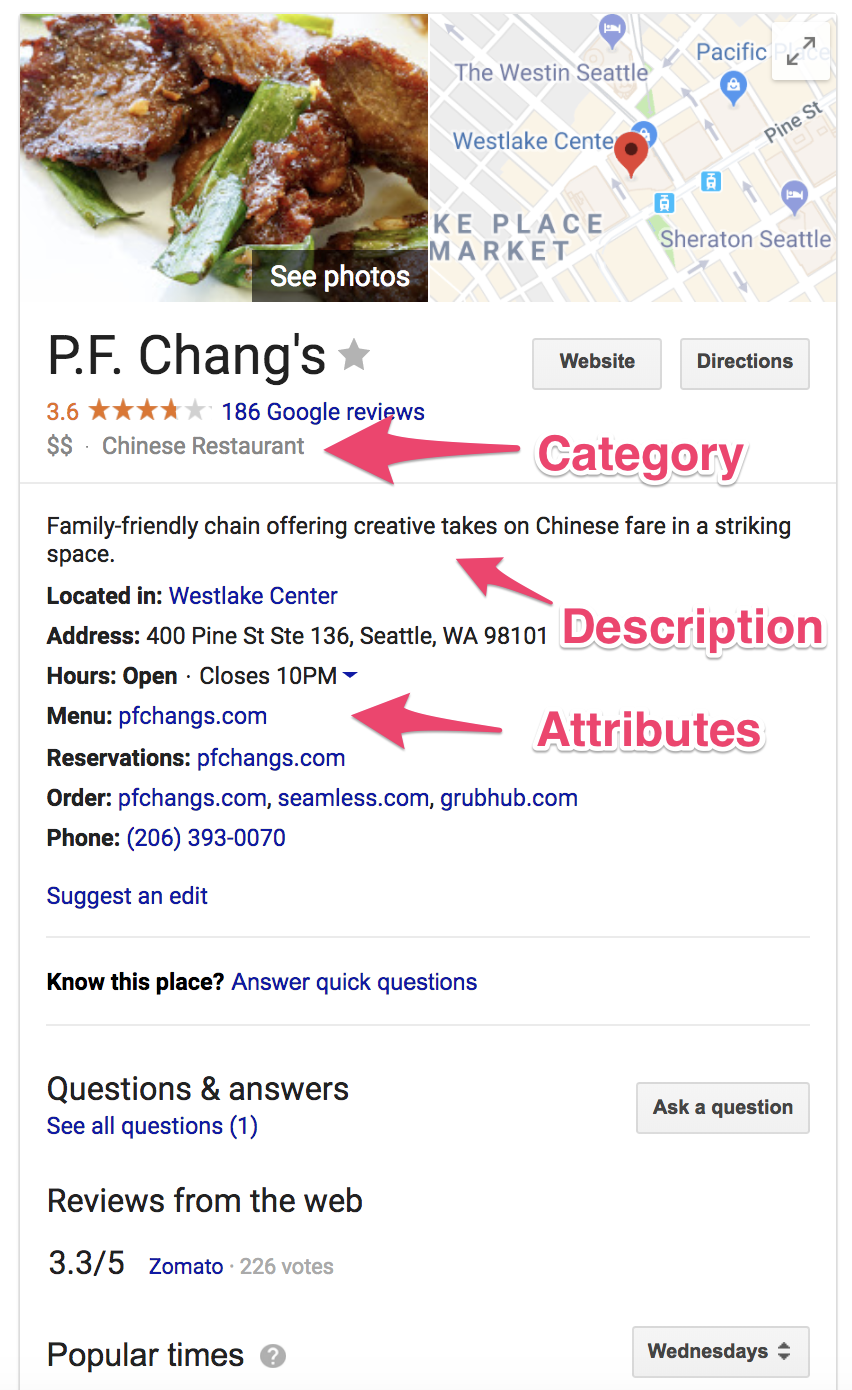 Pacific Place
The Westin Seattle
Pine St
Westlake Center
KE PLACE
MARKET
Sheraton Seattle
See photos
P.F. Chang's
Website
Directions
3.6
186 Google reviews
$$ · Chinese Restaurant
Category
Family-friendly chain offering creative takes on Chinese fare in a striking
space.
Description
Located in: Westlake Center
Address: 400 Pine St Ste 136, Seattle, WA 98101
Hours: Open · Closes 10PM
Attributes
Menu: pfchangs.com
Reservations: pfchangs.com
Order: pfchangs.com, seamless.com, grubhub.com
Phone: (206) 393-0070
Suggest an edit
Know this place? Answer quick questions
Questions & answers
See all questions (1)
Ask a question
Reviews from the web
3.3/5 Zomato · 226 votes
Popular times ?
Wednesdays